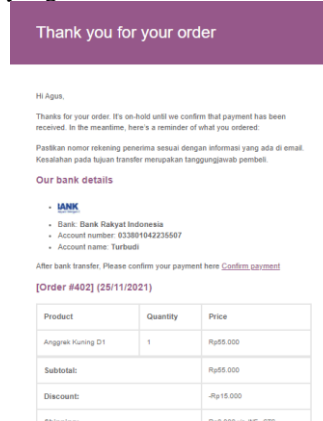 Thank you for your order
Hi Agus,
Thanks for your order. It's on-hold until we confirm that payment has been
received. In the meantime, here's a reminder of what you ordered:
Pastikan nomor rekening penerima sesuai dengan informasi yang ada di email.
Kesalahan pada tujuan transfer merupakan tanggungjawab pembeli.
Our bank details
IANK
Bank: Bank Rakyat Indonesia
Account number: 033801042235507
Account name: Turbudi
After bank transfer, Please confirm your payment here Confirm payment
[Order #402] (25/11/2021)
Product Quantity Price
Anggrek Kuning D1 1 Rp55.000
Subtotal: Rp55.000
Discount: -Rp15.000